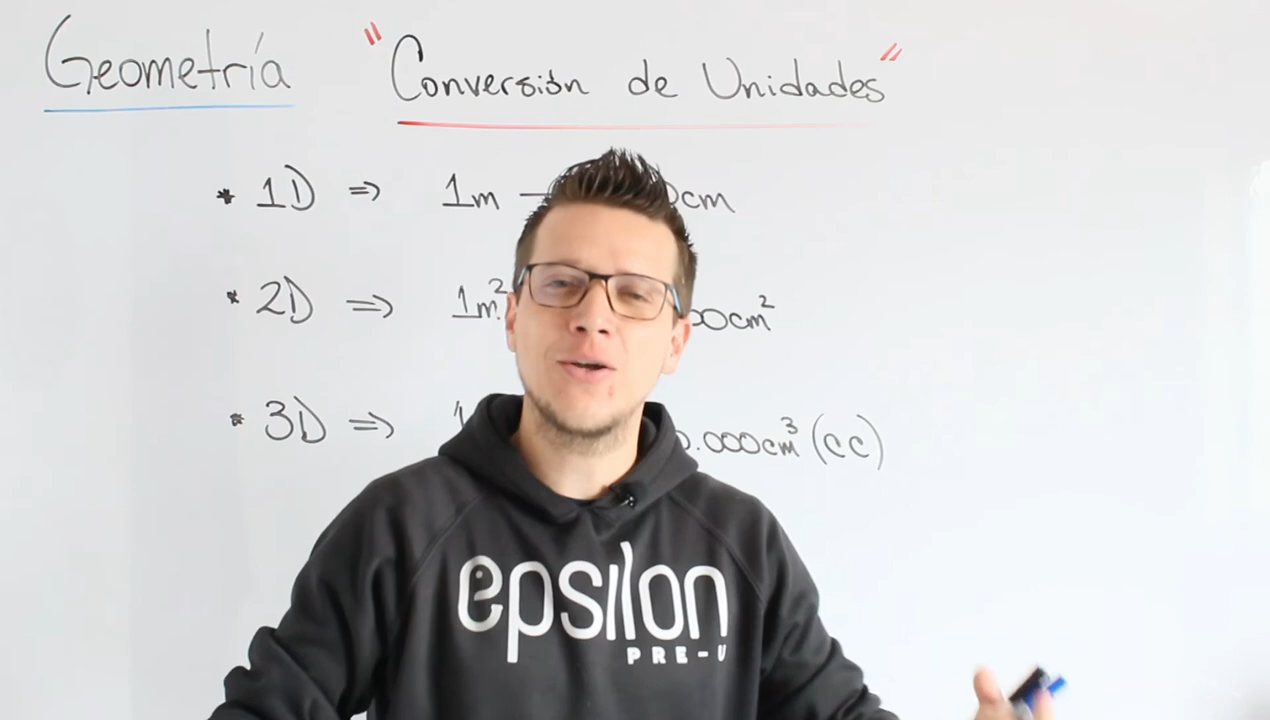 Geometría "Conversión de Unidades"
* 1D ⇒ 1m cm
* 2D ⇒ 1m² cm²
* 3D ⇒ .000cm³ (cc)
epsilon
PRE-U